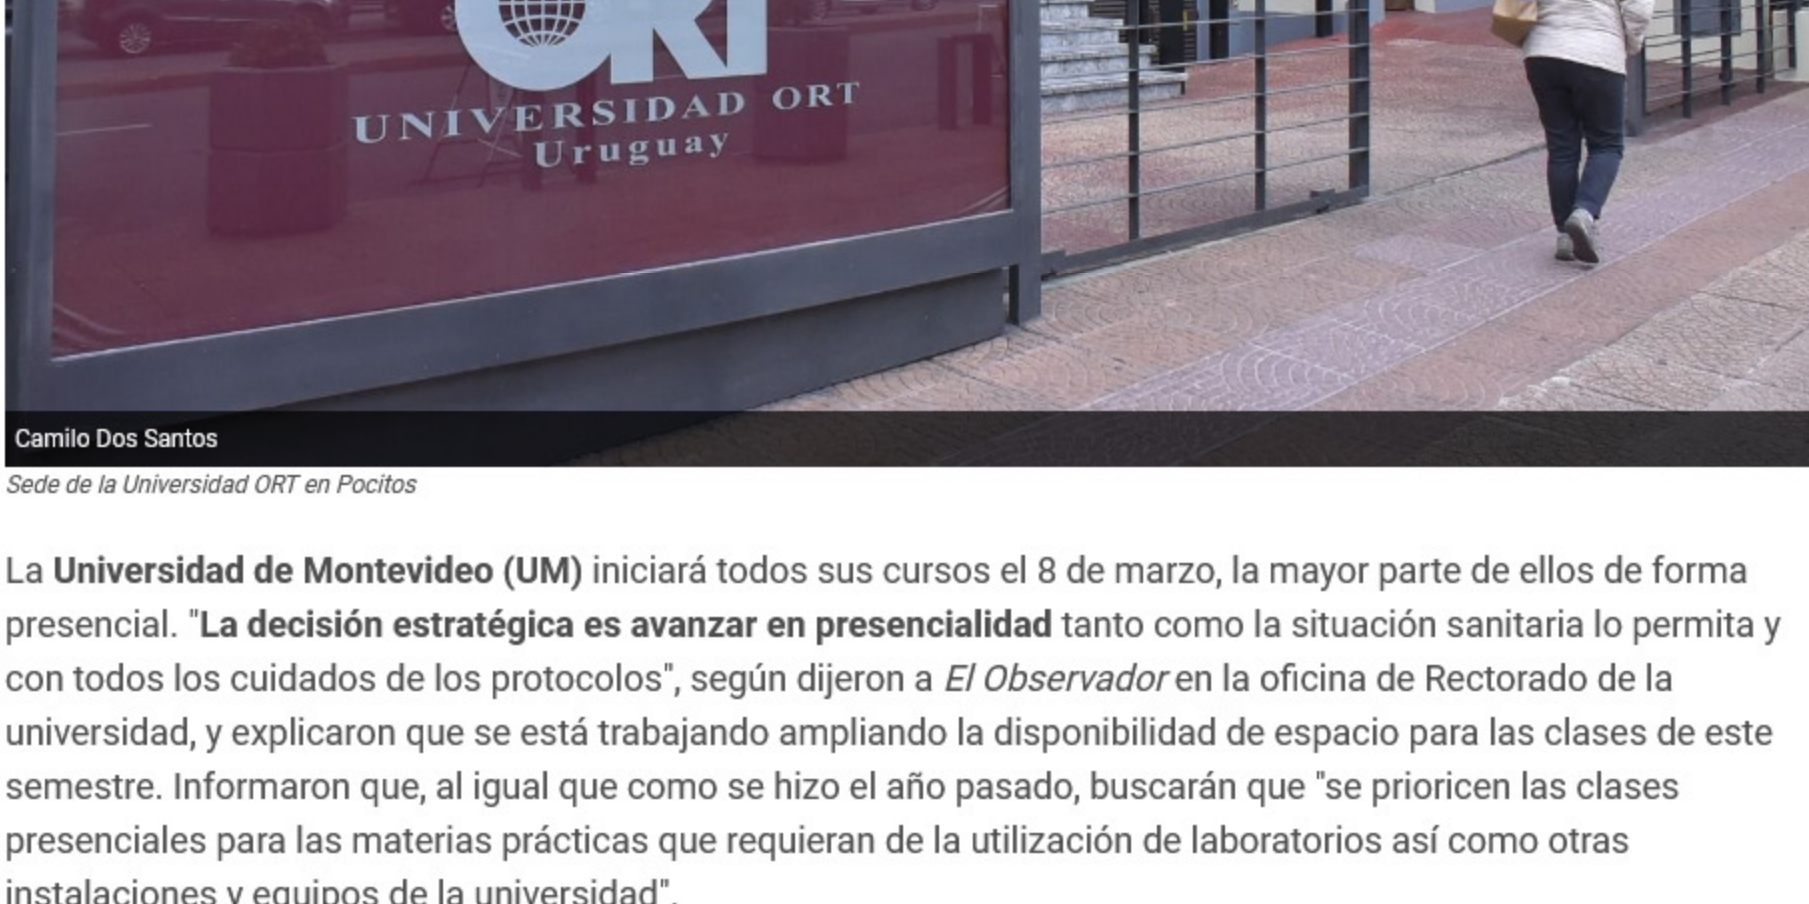 ORT
UNIVERSIDAD ORT
Uruguay
Camilo Dos Santos
Sede de la Universidad ORT en Pocitos
La Universidad de Montevideo (UM) iniciará todos sus cursos el 8 de marzo, la mayor parte de ellos de forma
presencial. "La decisión estratégica es avanzar en presencialidad tanto como la situación sanitaria lo permita y
con todos los cuidados de los protocolos", según dijeron a El Observador en la oficina de Rectorado de la
universidad, y explicaron que se está trabajando ampliando la disponibilidad de espacio para las clases de este
semestre. Informaron que, al igual que como se hizo el año pasado, buscarán que "se prioricen las clases
presenciales para las materias prácticas que requieran de la utilización de laboratorios así como otras
instalaciones y equipos de la universidad".